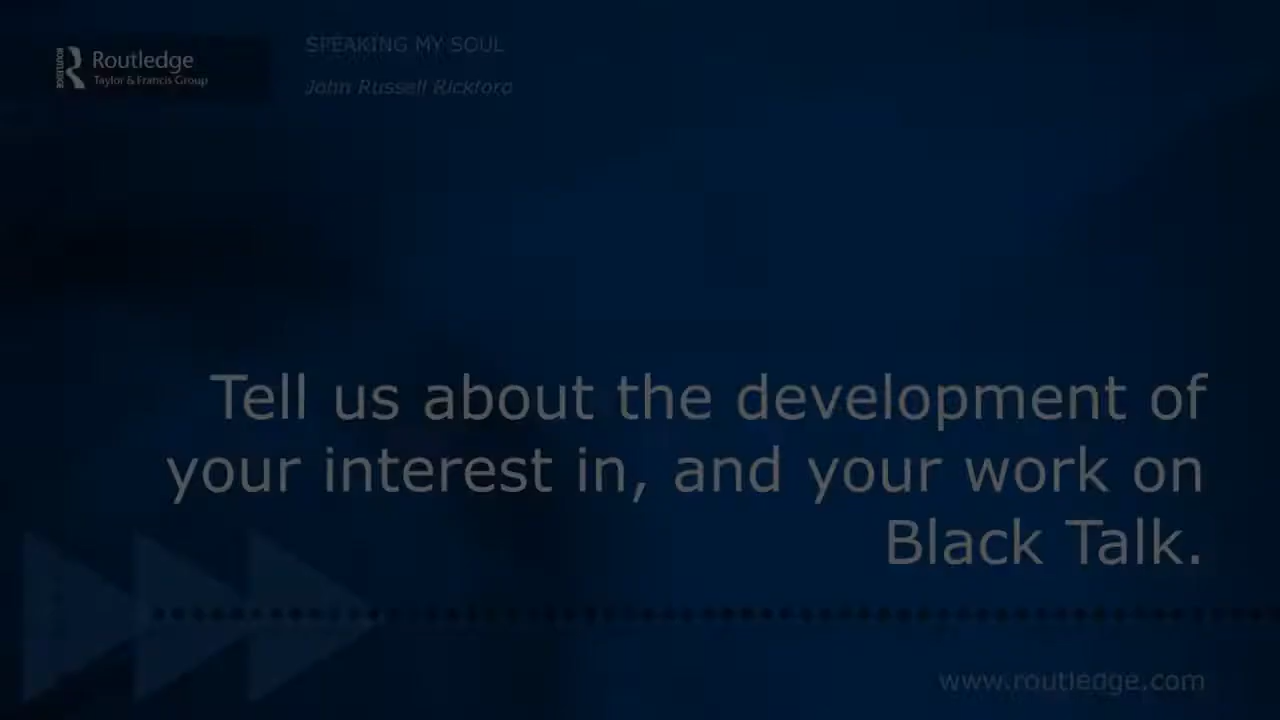 ROUTLEDGE
Routledge
Taylor & Francis Group
SPEAKING MY SOUL
John Russell Rickford
Tell us about the development of
your interest in, and your work on
Black Talk.
www.routledge.com